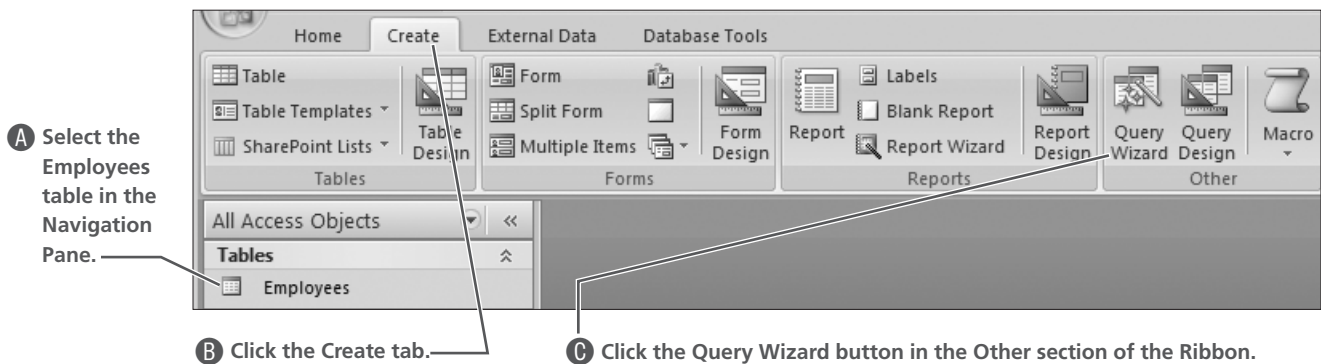 Home Create External Data Database Tools
Table
Table Templates
SharePoint Lists
Table
Design
Tables
Form
Split Form
Multiple Items
Form
Design
Forms
Report
Labels
Blank Report
Report Wizard
Report
Design
Reports
Query
Wizard
Query
Design
Macro
Other
A Select the
Employees
table in the
Navigation
Pane.
All Access Objects
Tables
Employees
B Click the Create tab.
C Click the Query Wizard button in the Other section of the Ribbon.